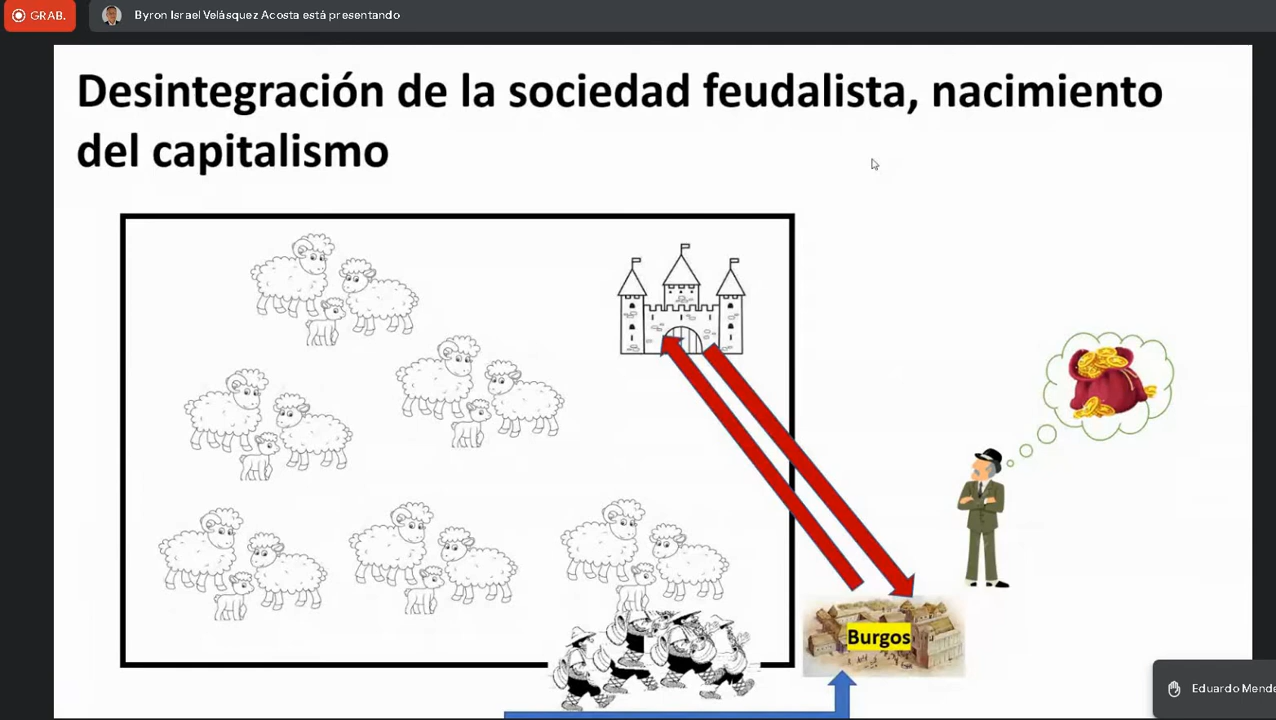 GRAB.
Byron Israel Velásquez Acosta está presentando
Desintegración de la sociedad feudalista, nacimiento
del capitalismo
Burgos
Eduardo Mende